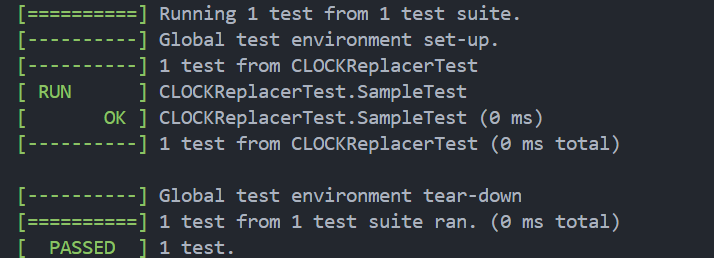 [==========] Running 1 test from 1 test suite.
[----------] Global test environment set-up.
[----------] 1 test from CLOCKReplacerTest
[ RUN      ] CLOCKReplacerTest.SampleTest
[       OK ] CLOCKReplacerTest.SampleTest (0 ms)
[----------] 1 test from CLOCKReplacerTest (0 ms total)
[----------] Global test environment tear-down
[==========] 1 test from 1 test suite ran. (0 ms total)
[  PASSED  ] 1 test.